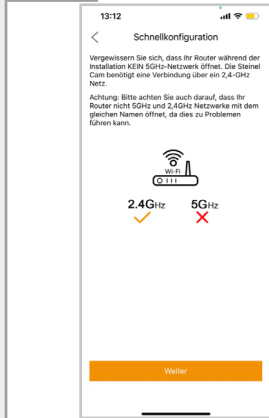 13:12
Schnellkonfiguration
Vergewissern Sie sich, dass Ihr Router während der
Installation KEIN 5GHz-Netzwerk öffnet. Die Steinel
Cam benötigt eine Verbindung über ein 2,4-GHz
Netz.
Achtung: Bitte achten Sie auch darauf, dass Ihr
Router nicht 5GHz und 2,4GHz Netzwerke mit dem
gleichen Namen öffnet, da dies zu Problemen
führen kann.
Wi-Fi
2.4GHz 5GHz
Weiter